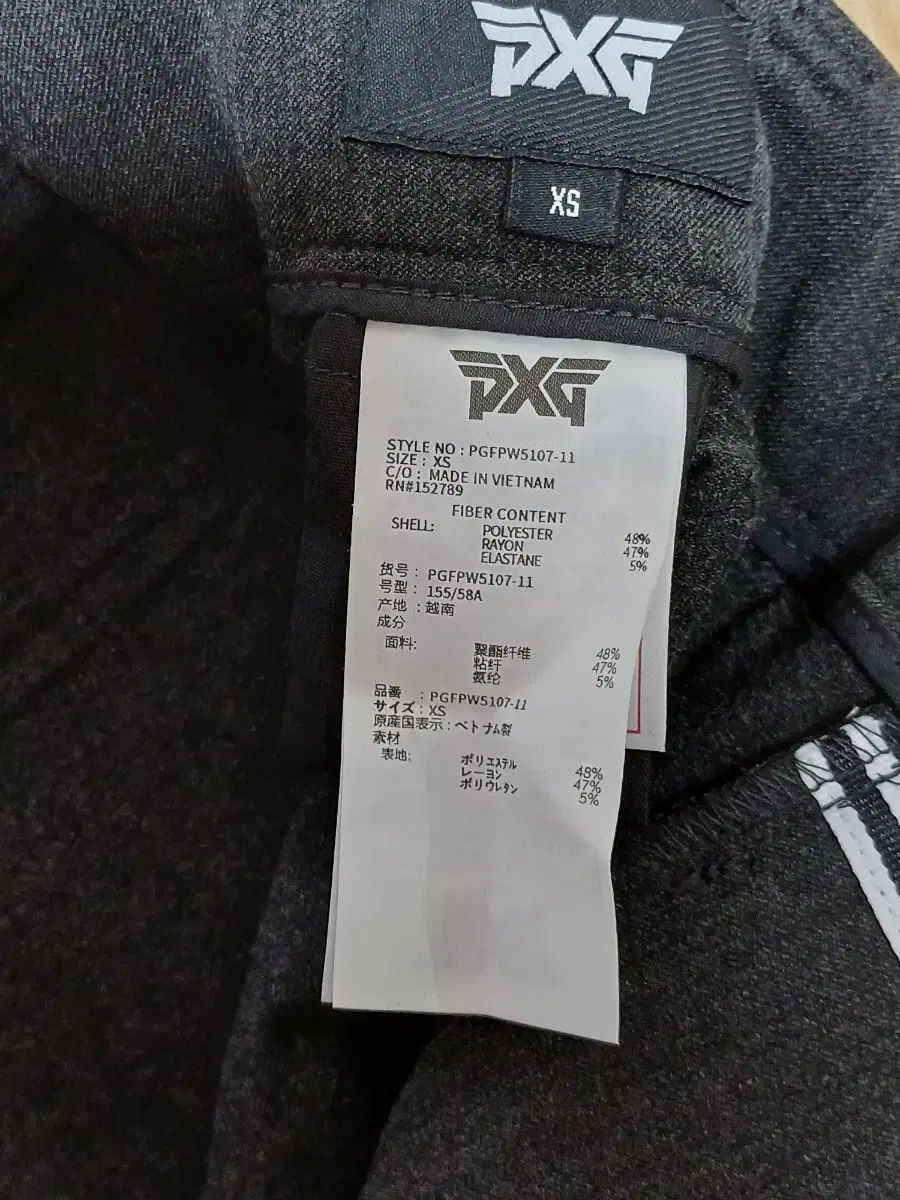 PXG
XS
PXG
STYLE NO : PGFPW5107-11
SIZE : XS
C/O : MADE IN VIETNAM
RN#152789
FIBER CONTENT
SHELL: POLYESTER 48%
RAYON 47%
ELASTANE 5%
货号 : PGFPW5107-11
号型 : 155/58A
产地 : 越南
成分
面料: 聚酯纤维 48%
粘纤 47%
氨纶 5%
品番 : PGFPW5107-11
サイズ : XS
原産国表示 : ベトナム製
素材
表地: ポリエステル 48%
レーヨン 47%
ポリウレタン 5%